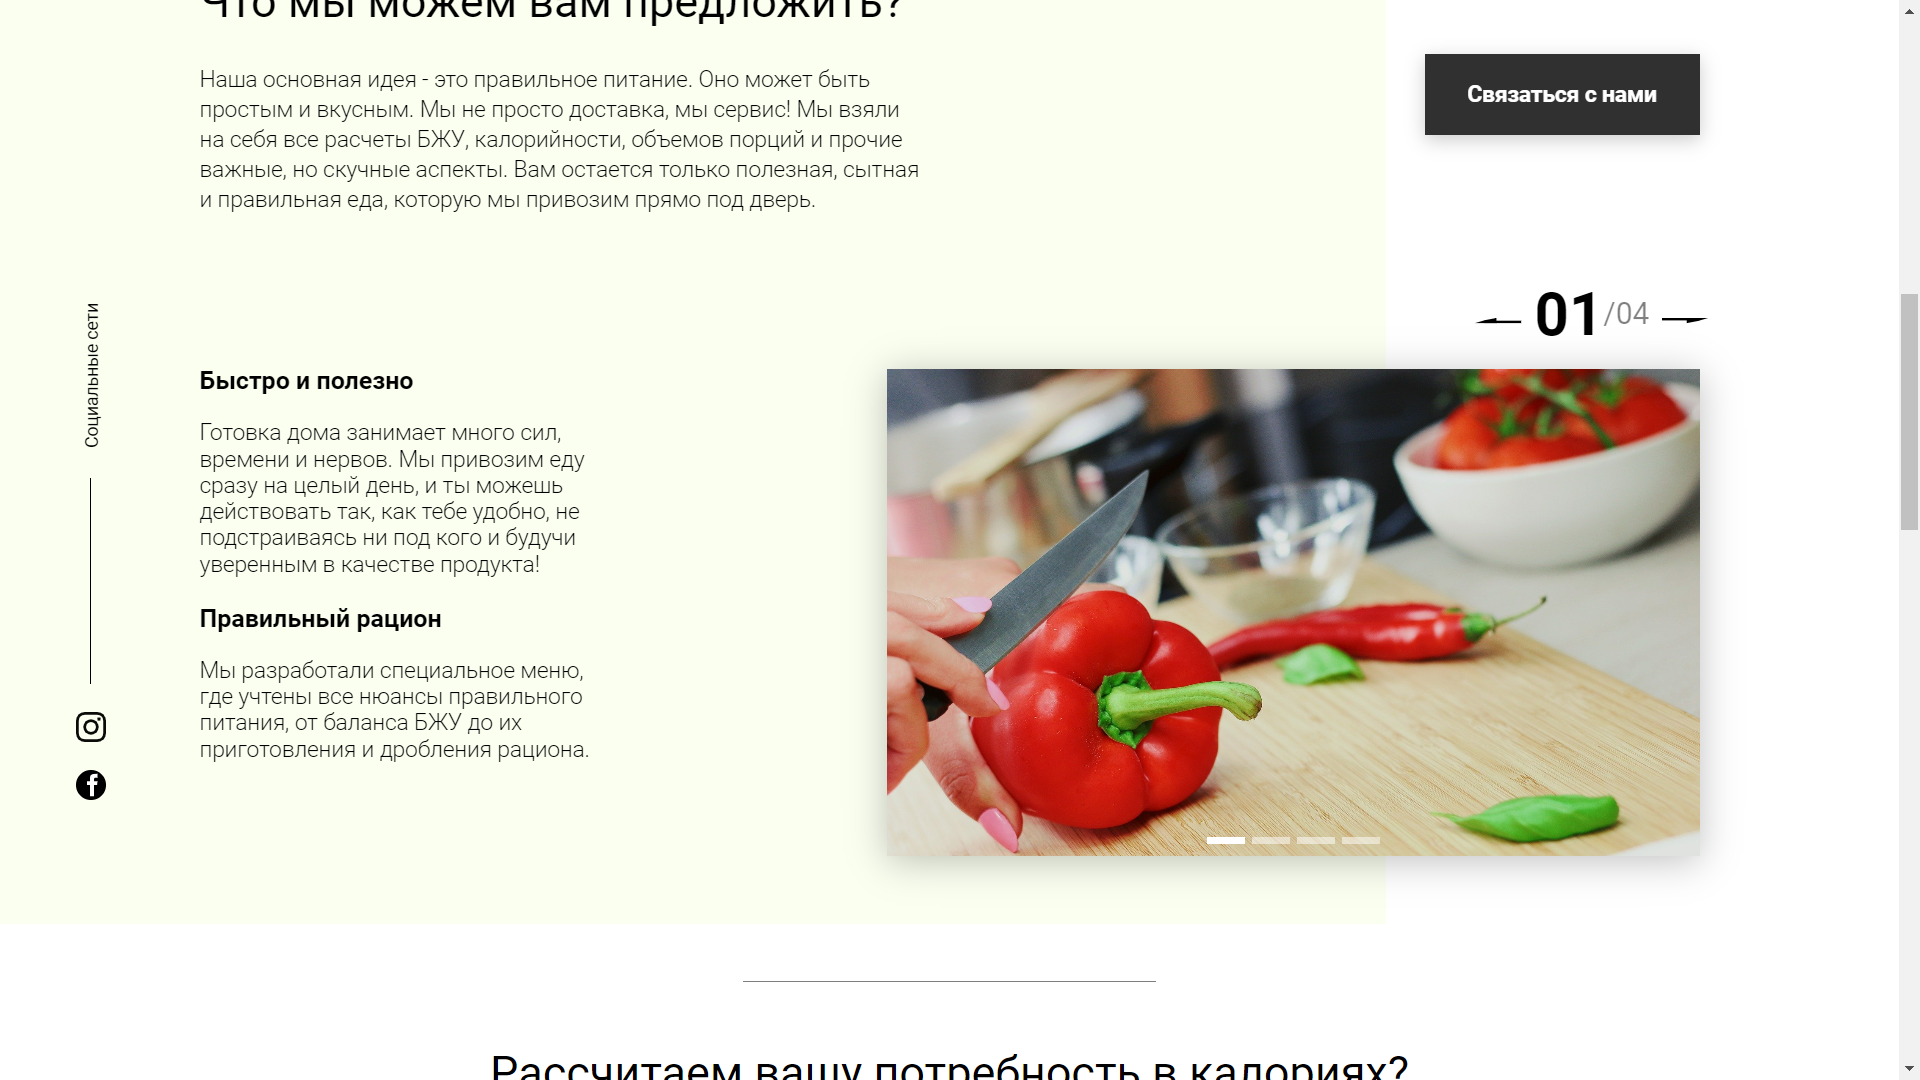 Что мы можем вам предложить?
Наша основная идея - это правильное питание. Оно может быть
простым и вкусным. Мы не просто доставка, мы сервис! Мы взяли
на себя все расчеты БЖУ, калорийности, объемов порций и прочие
важные, но скучные аспекты. Вам остается только полезная, сытная
и правильная еда, которую мы привозим прямо под дверь.
Связаться с нами
01/04
Социальные сети
Быстро и полезно
Готовка дома занимает много сил,
времени и нервов. Мы привозим еду
сразу на целый день, и ты можешь
действовать так, как тебе удобно, не
подстраиваясь ни под кого и будучи
уверенным в качестве продукта!
Правильный рацион
Мы разработали специальное меню,
где учтены все нюансы правильного
питания, от баланса БЖУ до их
приготовления и дробления рациона.
Рассчитаем вашу потребность в калориях?